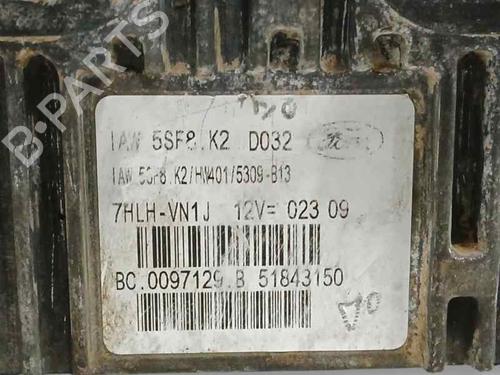 B-PARTS
IAW 5SF8.K2 D032
Ford
IAW 5SF8.K2/HW401/5309-B13
7HLH-VN1J 12V= 023 09
BC.0097129.B 51843150